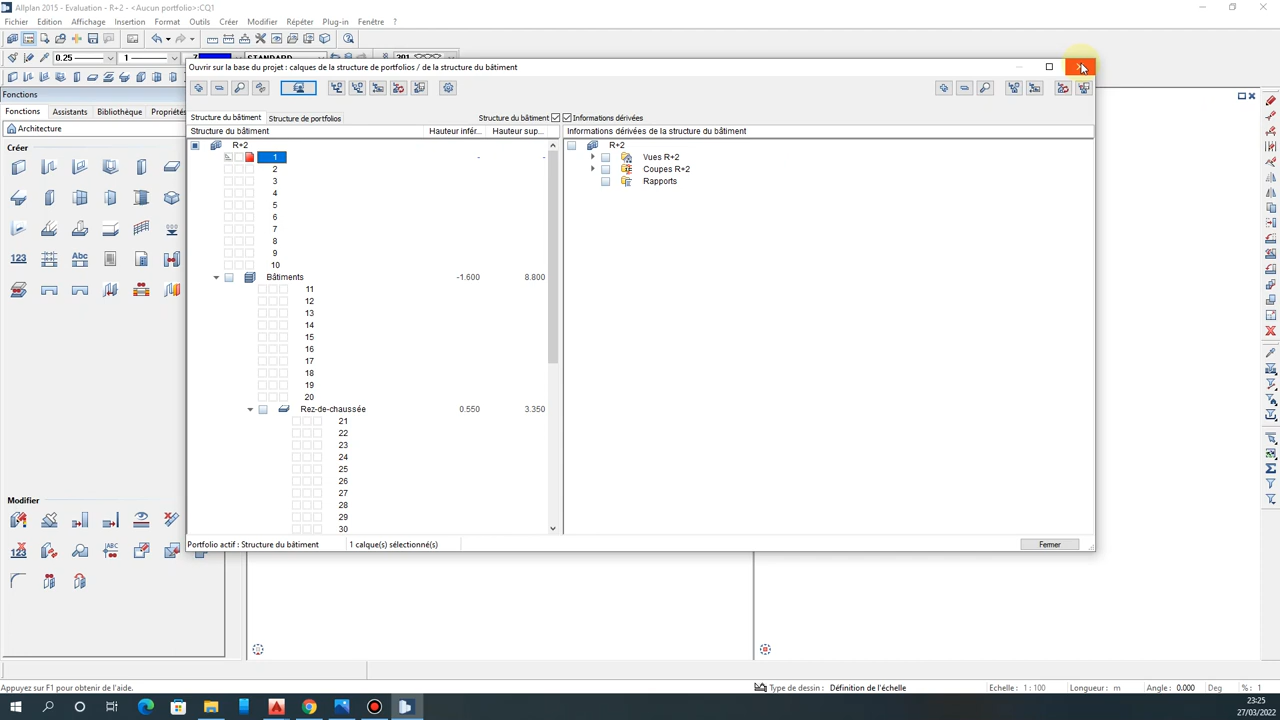 Allplan 2015 - Evaluation - R+2 - <Aucun portfolio>:CQ1
Fichier Edition Affichage Insertion Format Outils Créer Modifier Répéter Plug-in Fenêtre ?
0.25 1 7 STANDARD 301
Ouvrir sur la base du projet : calques de la structure de portfolios / de la structure du bâtiment
Fonctions
Fonctions Assistants Bibliothèque Propriétés
Architecture
Créer
Modifier
Structure du bâtiment Structure de portfolios Structure du bâtiment Informations dérivées
Structure du bâtiment Hauteur infér... Hauteur sup... Informations dérivées de la structure du bâtiment
R+2 R+2
1 - - Vues R+2
2 Coupes R+2
3 Rapports
4
5
6
7
8
9
10
Bâtiments -1.600 8.800
11
12
13
14
15
16
17
18
19
20
Rez-de-chaussée 0.550 3.350
21
22
23
24
25
26
27
28
29
30
Portfolio actif : Structure du bâtiment 1 calque(s) sélectionné(s) Fermer
Appuyez sur F1 pour obtenir de l'aide. Type de dessin : Définition de l'échelle Echelle : 1 : 100 Longueur : m Angle : 0.000 Deg % : 1
23:25
27/03/2022